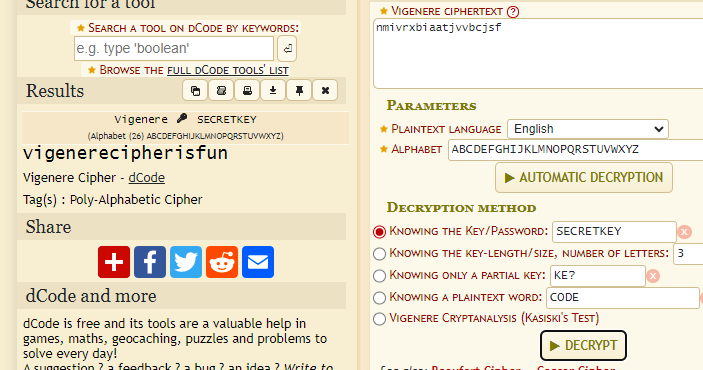 Search for a tool
★ Search a tool on dCode by keywords:
e.g. type 'boolean'
★ Browse the full dCode tools' list
Results
Vigenere SECRETKEY
(Alphabet (26) ABCDEFGHIJKLMNOPQRSTUVWXYZ)
vigenerecipherisfun
Vigenere Cipher - dCode
Tag(s) : Poly-Alphabetic Cipher
Share
dCode and more
dCode is free and its tools are a valuable help in
games, maths, geocaching, puzzles and problems to
solve every day!
A suggestion ? a feedback ? a bug ? an idea ? Write to
★ Vigenere ciphertext ?
nmivrxbiaatjvvbcjsf
Parameters
★ Plaintext language English
★ Alphabet ABCDEFGHIJKLMNOPQRSTUVWXYZ
▶ AUTOMATIC DECRYPTION
Decryption method
Knowing the Key/Password: SECRETKEY x
Knowing the key-length/size, number of letters: 3
Knowing only a partial key: KE? x
Knowing a plaintext word: CODE
Vigenere Cryptanalysis (Kasiski's Test)
▶ DECRYPT
See also: Beaufort Cipher – Caesar Cipher